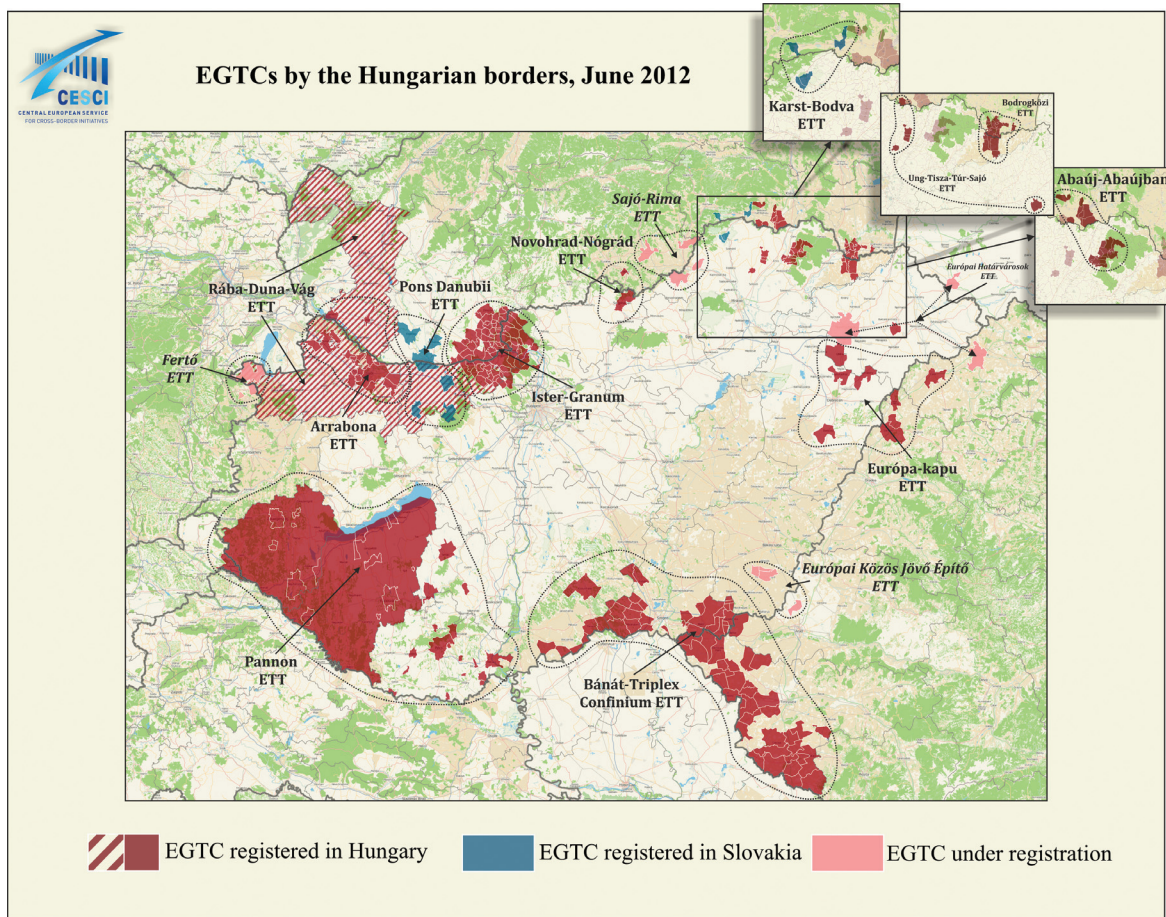 CESCI
CENTRAL EUROPEAN SERVICE
FOR CROSS-BORDER INITIATIVES
EGTCs by the Hungarian borders, June 2012
Karst-Bodva
ETT
Bodrogközi
ETT
Ung-Tisza-Túr-Sajó
ETT
Abaúj-Abaújban
ETT
Sajó-Rima
ETT
Novohrad-Nógrád
ETT
Európai Határvárosok
ETT
Rába-Duna-Vág
ETT
Pons Danubii
ETT
Fertő
ETT
Arrabona
ETT
Ister-Granum
ETT
Európa-kapu
ETT
Európai Közös Jövő Építő
ETT
Pannon
ETT
Bánát-Triplex
Confinium ETT
EGTC registered in Hungary
EGTC registered in Slovakia
EGTC under registration